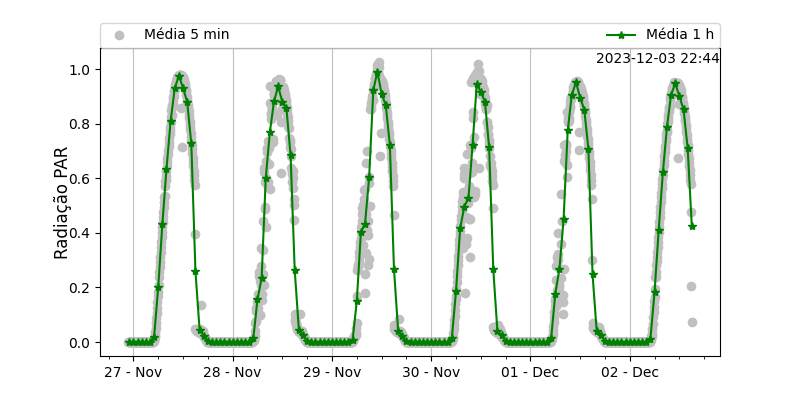 Média 5 min
Média 1 h
2023-12-03 22:44
Radiação PAR
1.0
0.8
0.6
0.4
0.2
0.0
27 - Nov
28 - Nov
29 - Nov
30 - Nov
01 - Dec
02 - Dec